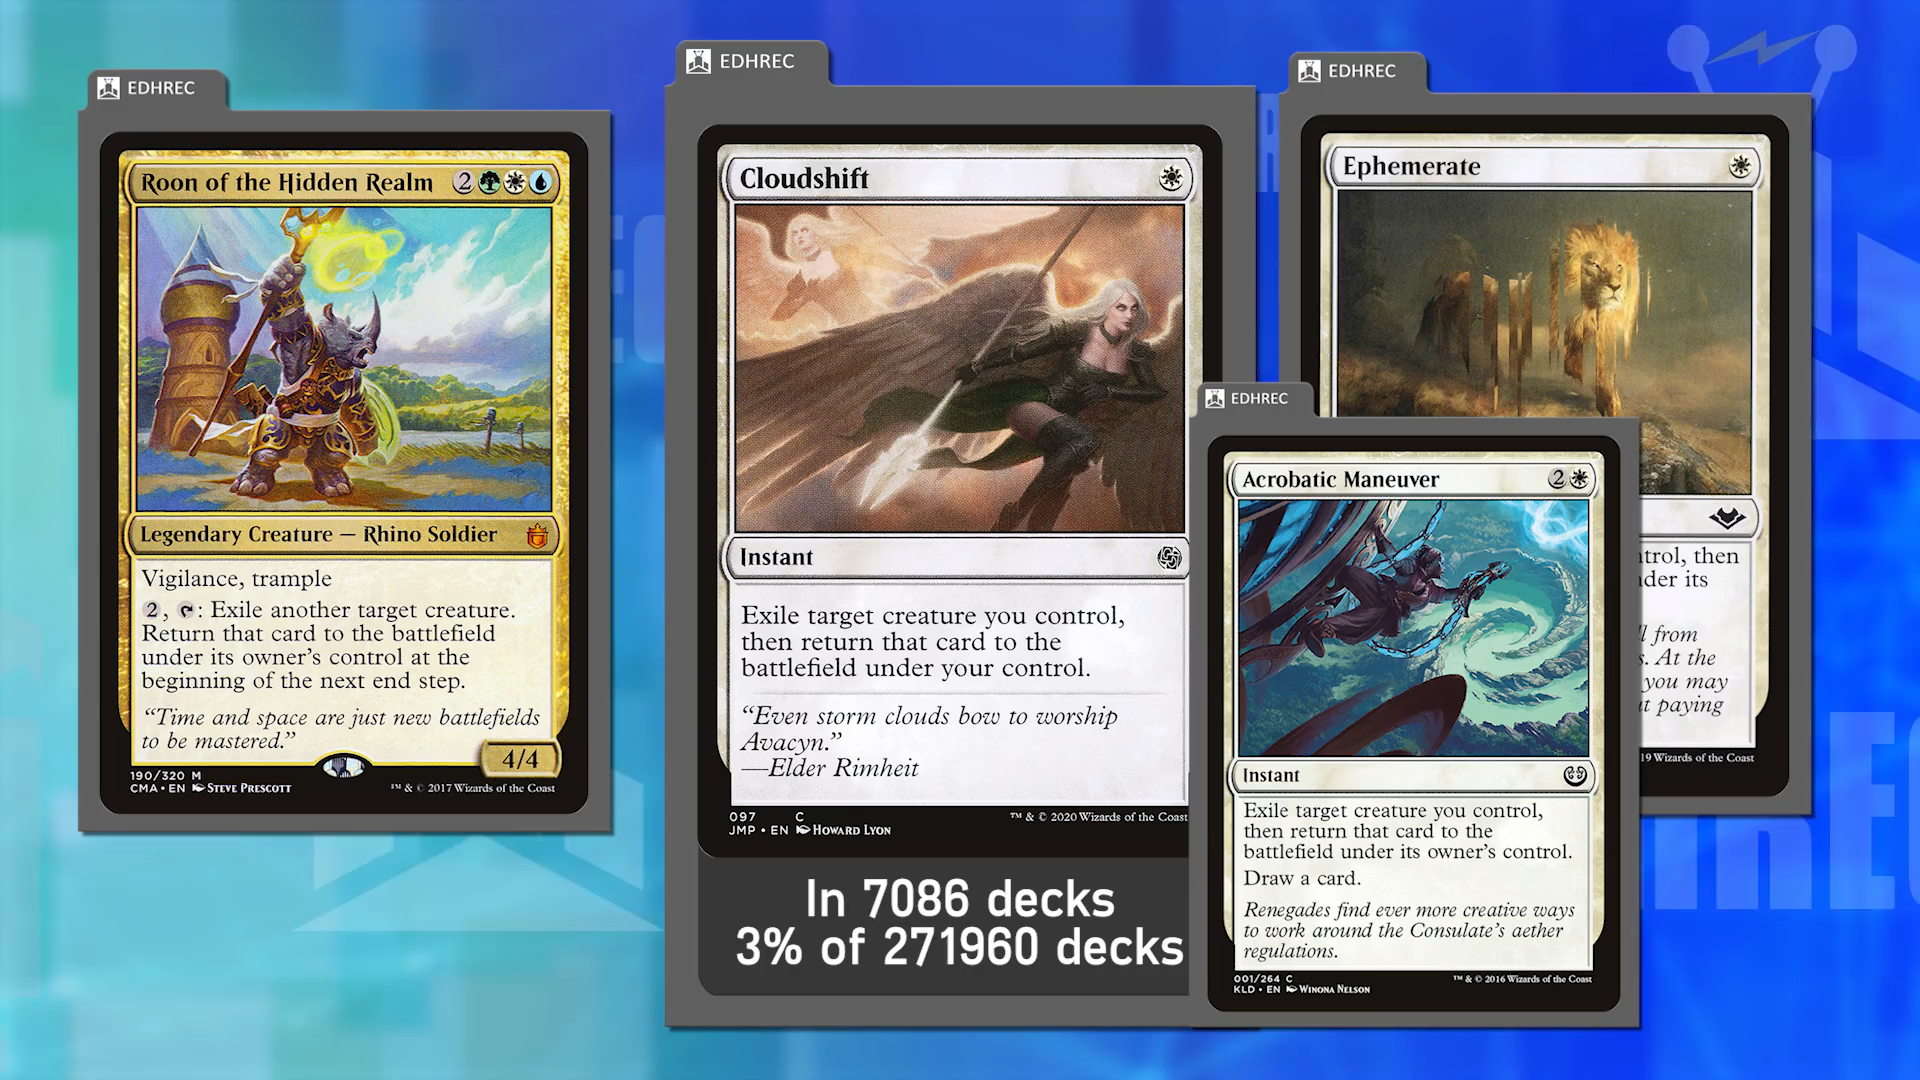 EDHREC
Roon of the Hidden Realm 2
Legendary Creature — Rhino Soldier
Vigilance, trample
2, : Exile another target creature.
Return that card to the battlefield
under its owner's control at the
beginning of the next end step.
"Time and space are just new battlefields
to be mastered."
4/4
190/320 M
CMA • EN Steve Prescott
™ & © 2017 Wizards of the Coast
EDHREC
Cloudshift
Instant
Exile target creature you control,
then return that card to the
battlefield under your control.
"Even storm clouds bow to worship
Avacyn."
—Elder Rimheit
097 C
JMP • EN Howard Lyon
™ & © 2020 Wizards of the Coast
In 7086 decks
3% of 271960 decks
EDHREC
Ephemerate
ntrol, then
nder its
ll from
s. At the
you may
ut paying
19 Wizards of the Coast
EDHREC
Acrobatic Maneuver 2
Instant
Exile target creature you control,
then return that card to the
battlefield under its owner's control.
Draw a card.
Renegades find ever more creative ways
to work around the Consulate's aether
regulations.
001/264 C
KLD • EN Winona Nelson
™ & © 2016 Wizards of the Coast